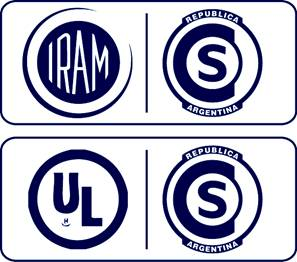 IRAM
REPUBLICA
S
ARGENTINA
UL
H
REPUBLICA
S
ARGENTINA